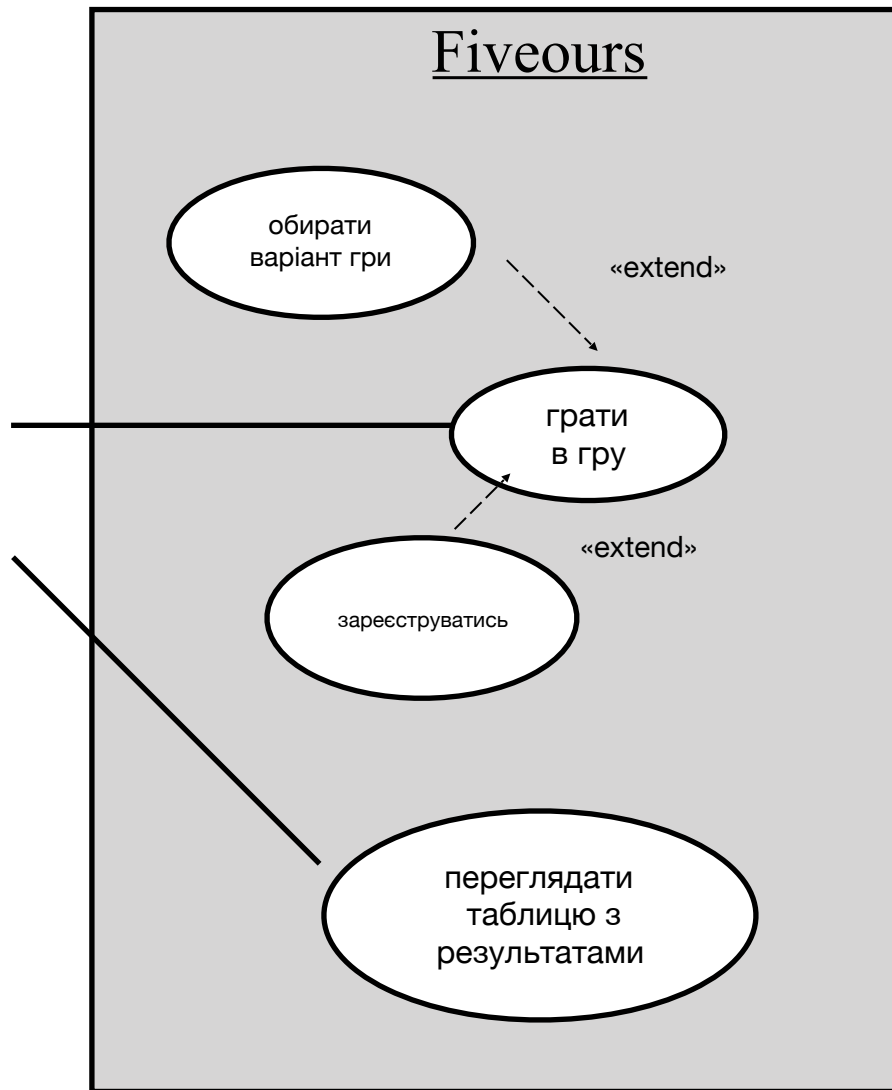 Fiveours
обирати
варіант гри
«extend»
грати
в гру
«extend»
зареєструватись
переглядати
таблицю з
результатами